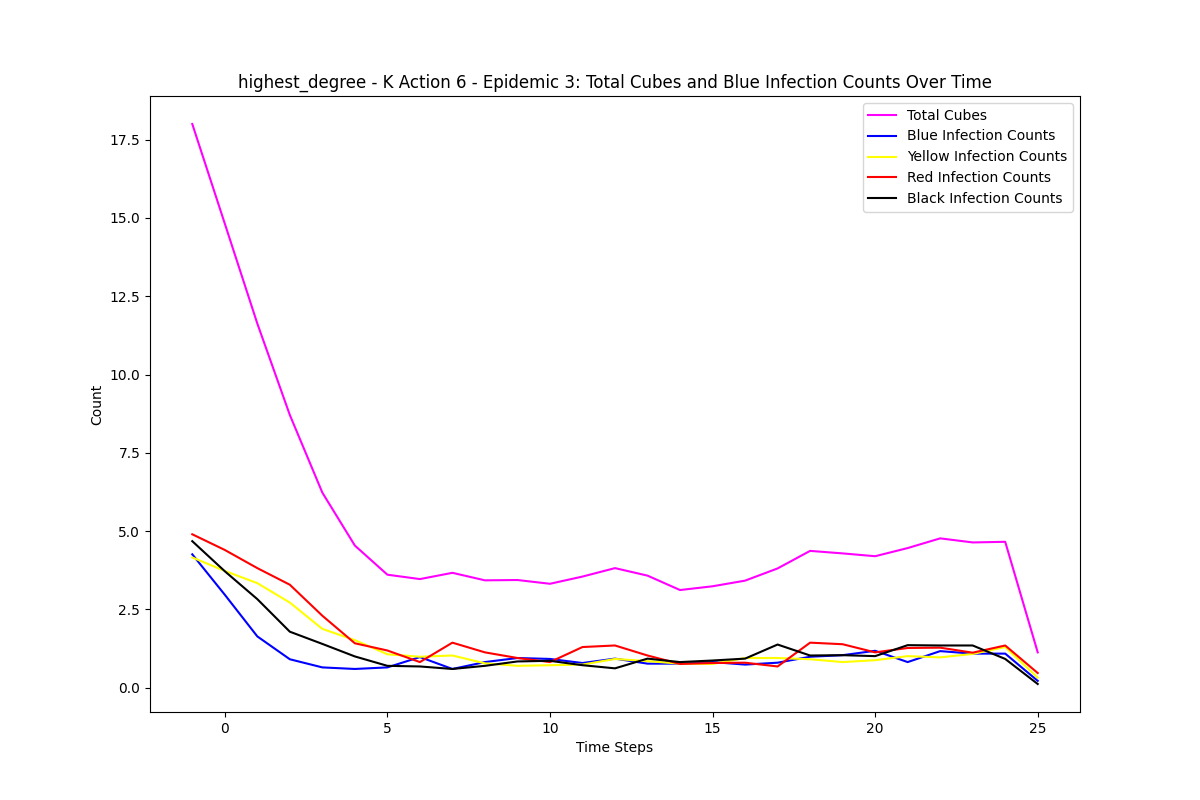 highest_degree - K Action 6 - Epidemic 3: Total Cubes and Blue Infection Counts Over Time
Total Cubes
Blue Infection Counts
Yellow Infection Counts
Red Infection Counts
Black Infection Counts
17.5
15.0
12.5
10.0
7.5
5.0
2.5
0.0
Count
0 5 10 15 20 25
Time Steps